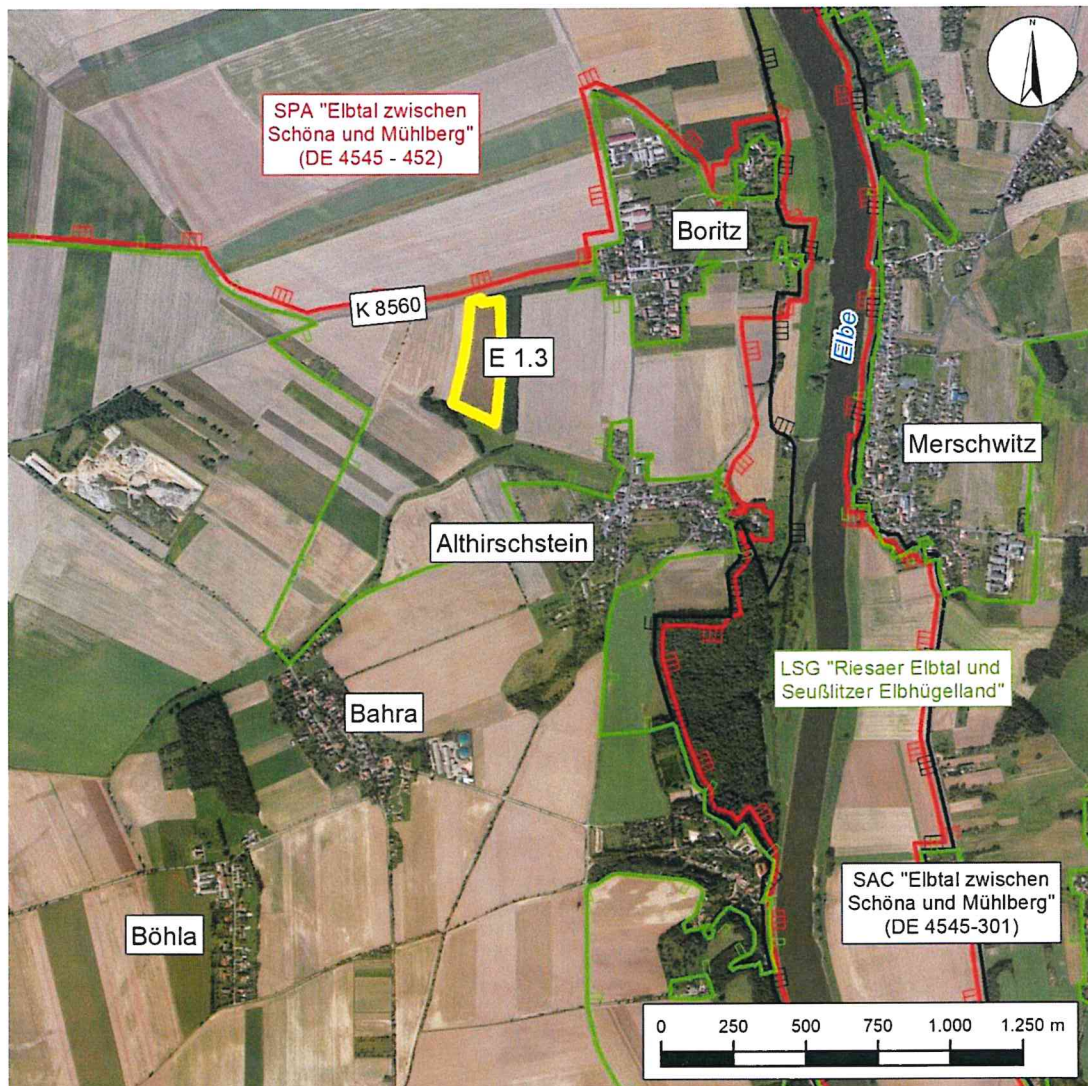 N
SPA "Elbtal zwischen
Schöna und Mühlberg"
(DE 4545 - 452)
Boritz
K 8560
E 1.3
Elbe
Merschwitz
Althirschstein
LSG "Riesaer Elbtal und
Seußlitzer Elbhügelland"
Bahra
SAC "Elbtal zwischen
Schöna und Mühlberg"
(DE 4545-301)
Böhla
0 250 500 750 1.000 1.250 m